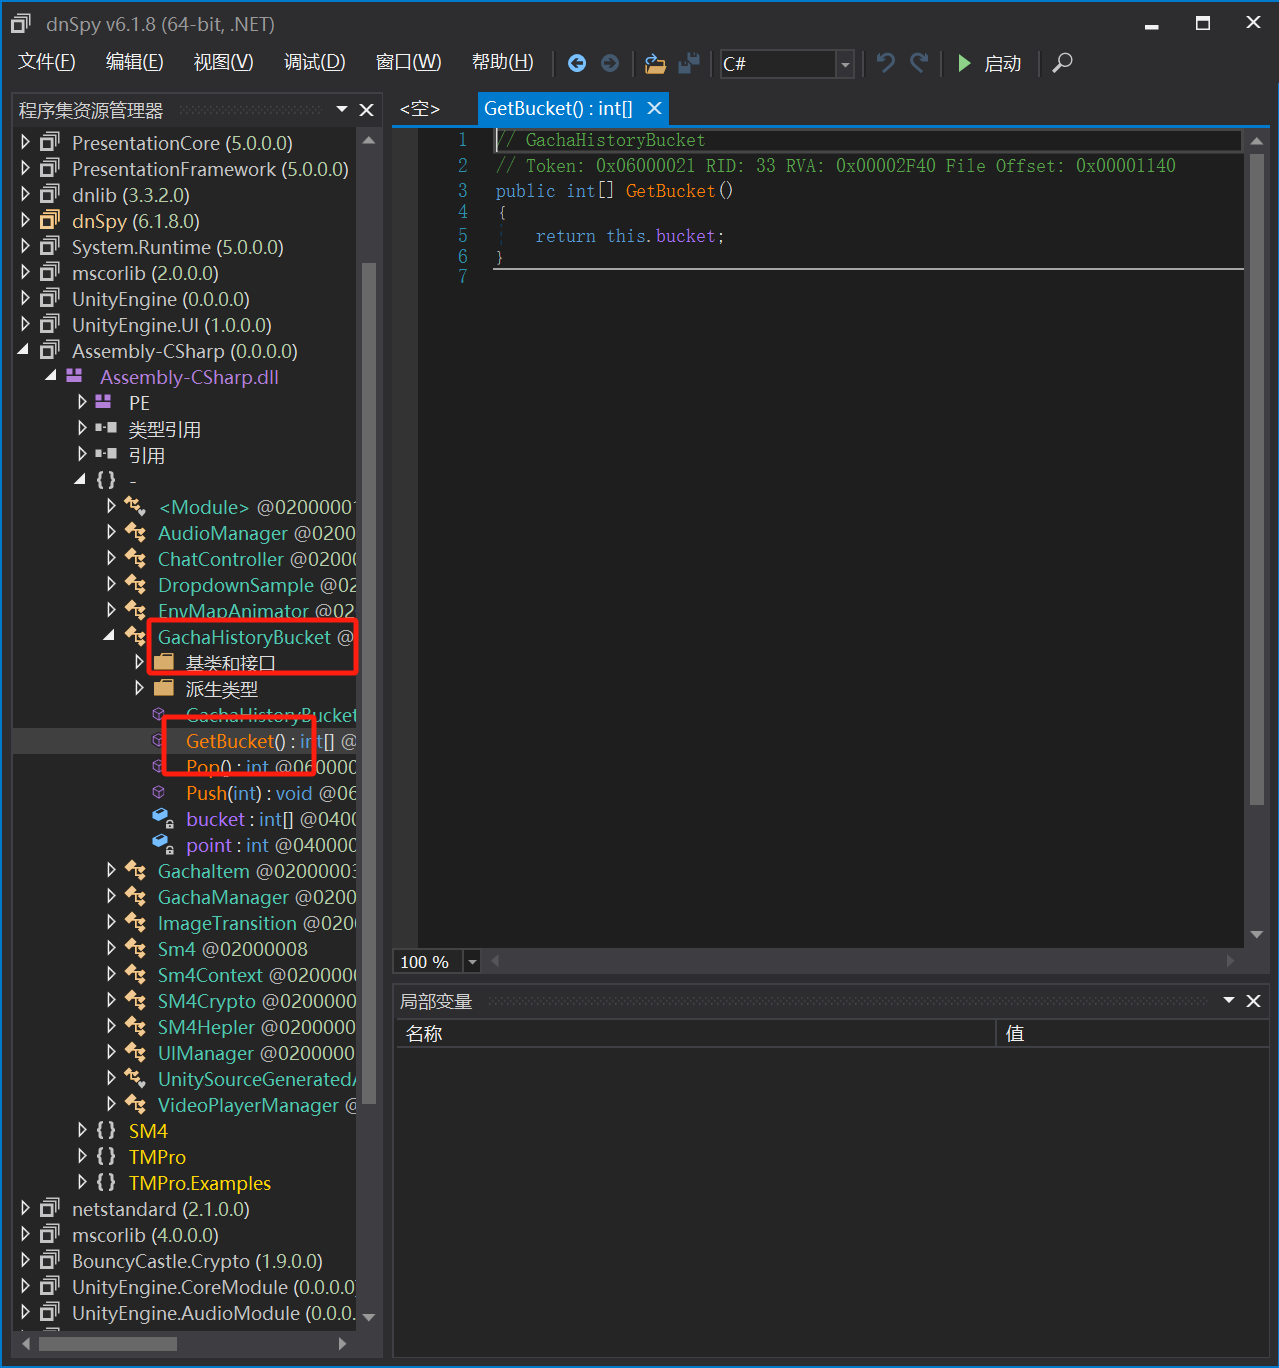 dnSpy v6.1.8 (64-bit, .NET)
文件(F) 编辑(E) 视图(V) 调试(D) 窗口(W) 帮助(H) C# 启动
程序集资源管理器
PresentationCore (5.0.0.0)
PresentationFramework (5.0.0.0)
dnlib (3.3.2.0)
dnSpy (6.1.8.0)
System.Runtime (5.0.0.0)
mscorlib (2.0.0.0)
UnityEngine (0.0.0.0)
UnityEngine.UI (1.0.0.0)
Assembly-CSharp (0.0.0.0)
Assembly-CSharp.dll
PE
类型引用
引用
{} -
<Module> @02000001
AudioManager @0200
ChatController @0200
DropdownSample @02
EnvMapAnimator @02
GachaHistoryBucket @
基类和接口
派生类型
GachaHistoryBucket
GetBucket() : int[] @
Pop() : int @060000
Push(int) : void @06
bucket : int[] @040
point : int @040000
GachaItem @02000003
GachaManager @0200
ImageTransition @020
Sm4 @02000008
Sm4Context @0200000
SM4Crypto @0200000
SM4Hepler @0200000
UIManager @0200000
UnitySourceGeneratedA
VideoPlayerManager @
{} SM4
{} TMPro
{} TMPro.Examples
netstandard (2.1.0.0)
mscorlib (4.0.0.0)
BouncyCastle.Crypto (1.9.0.0)
UnityEngine.CoreModule (0.0.0.0
UnityEngine.AudioModule (0.0.0.
<空> GetBucket() : int[]
1 // GachaHistoryBucket
2 // Token: 0x06000021 RID: 33 RVA: 0x00002F40 File Offset: 0x00001140
3 public int[] GetBucket()
4 {
5 return this.bucket;
6 }
7
100 %
局部变量
名称 值